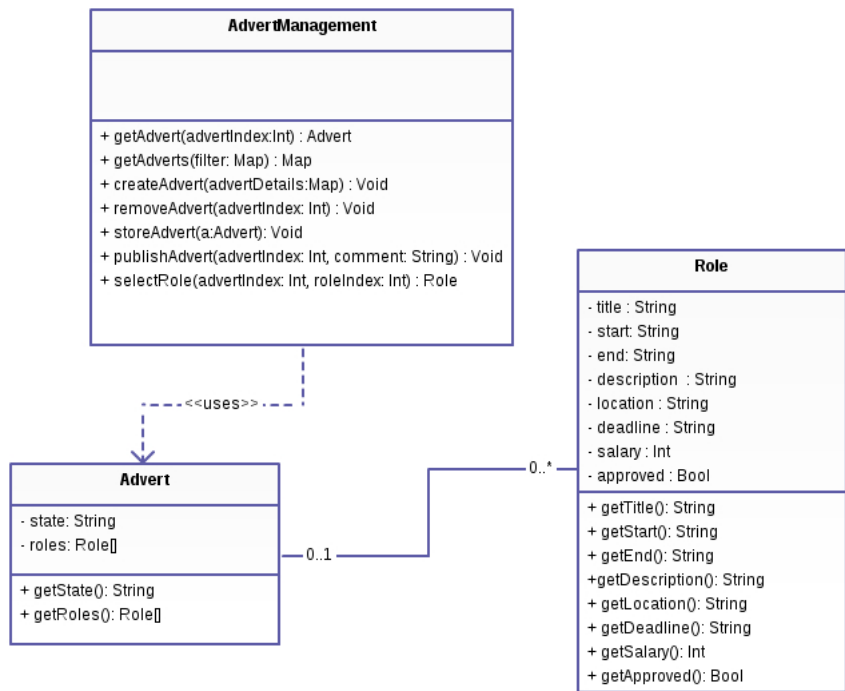 AdvertManagement
+ getAdvert(advertIndex:Int) : Advert
+ getAdverts(filter: Map) : Map
+ createAdvert(advertDetails:Map) : Void
+ removeAdvert(advertIndex: Int) : Void
+ storeAdvert(a:Advert): Void
+ publishAdvert(advertIndex: Int, comment: String) : Void
+ selectRole(advertIndex: Int, roleIndex: Int) : Role
<<uses>>
Advert
- state: String
- roles: Role[]
+ getState(): String
+ getRoles(): Role[]
0..1
0..*
Role
- title : String
- start: String
- end: String
- description : String
- location : String
- deadline : String
- salary : Int
- approved : Bool
+ getTitle(): String
+ getStart(): String
+ getEnd(): String
+getDescription(): String
+ getLocation(): String
+ getDeadline(): String
+ getSalary(): Int
+ getApproved(): Bool